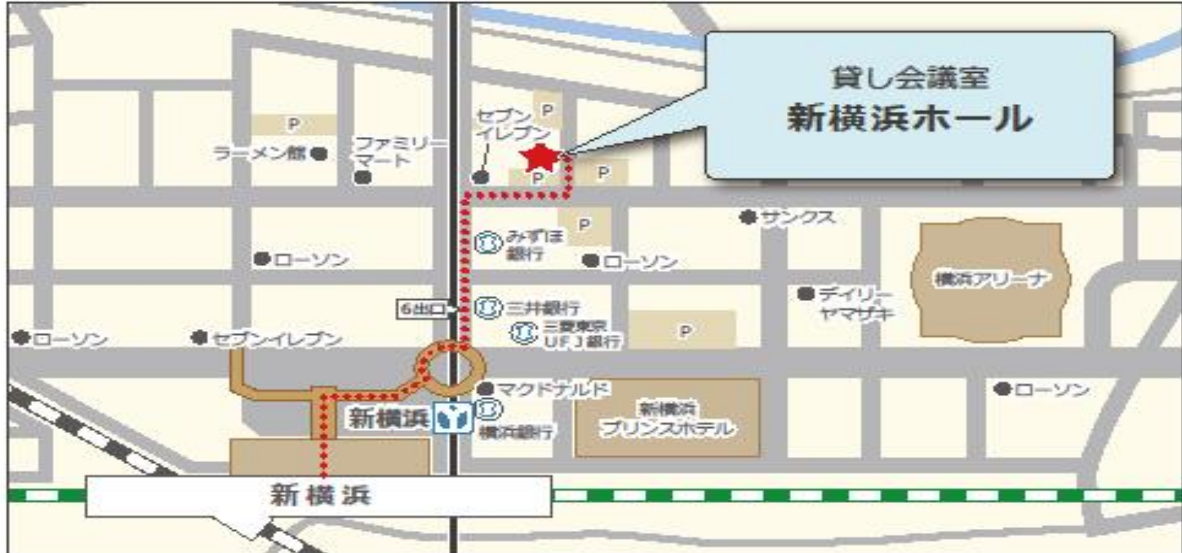 貸し会議室
新横浜ホール
P
セブン
イレブン
P
ラーメン館
ファミリー
マート
P
P
サンクス
P
みずほ
銀行
ローソン
ローソン
横浜アリーナ
デイリー
ヤマザキ
6出口
三井銀行
三菱東京
UFJ銀行
P
ローソン
セブンイレブン
マクドナルド
ローソン
新横浜
横浜銀行
新横浜
プリンスホテル
新横浜